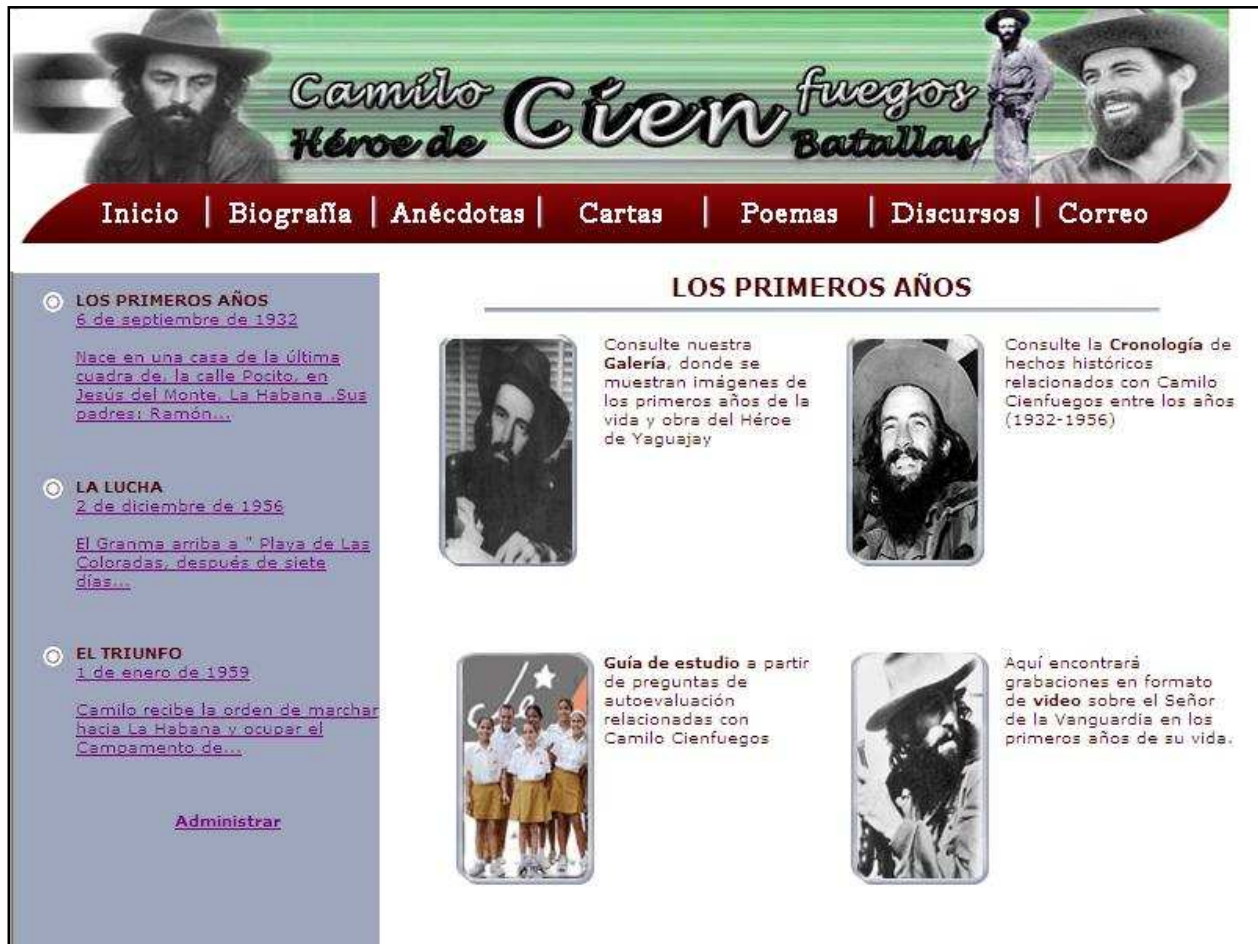 Camilo Cien fuegos
Héroe de Batallas
Inicio | Biografía | Anécdotas | Cartas | Poemas | Discursos | Correo
LOS PRIMEROS AÑOS
6 de septiembre de 1932
Nace en una casa de la última
cuadra de, la calle Pocito, en
Jesús del Monte, La Habana .Sus
padres: Ramón...
LA LUCHA
2 de diciembre de 1956
El Granma arriba a " Playa de Las
Coloradas, después de siete
días...
EL TRIUNFO
1 de enero de 1959
Camilo recibe la orden de marchar
hacia La Habana y ocupar el
Campamento de...
Administrar
LOS PRIMEROS AÑOS
Consulte nuestra
Galería, donde se
muestran imágenes de
los primeros años de la
vida y obra del Héroe
de Yaguajay
Consulte la Cronología de
hechos históricos
relacionados con Camilo
Cienfuegos entre los años
(1932-1956)
Guía de estudio a partir
de preguntas de
autoevaluación
relacionadas con
Camilo Cienfuegos
Aquí encontrará
grabaciones en formato
de video sobre el Señor
de la Vanguardia en los
primeros años de su vida.